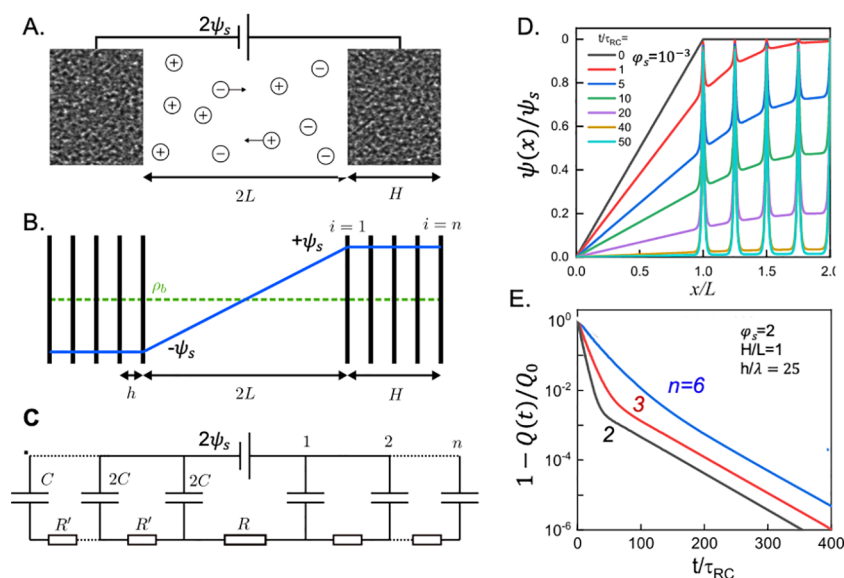 A.
2ψₛ
+ − + − − + + − + −
2L
H
B.
i = 1
i = n
+ψₛ
ρ_b
-ψₛ
h
2L
H
C
2ψₛ
1
2
n
C
2C
2C
R′
R′
R
D.
t/τRC=
0
1
5
10
20
40
50
φₛ=10⁻³
0
0.8
0.6
0.4
0.2
0.0
ψ(x)/ψₛ
0.0 0.5 1.0 1.5 2.0
x/L
E.
10⁰
10⁻²
10⁻⁴
10⁻⁶
1 − Q(t)/Q₀
φₛ=2
H/L=1
h/λ = 25
n=6
3
2
0 100 200 300 400
t/τRC